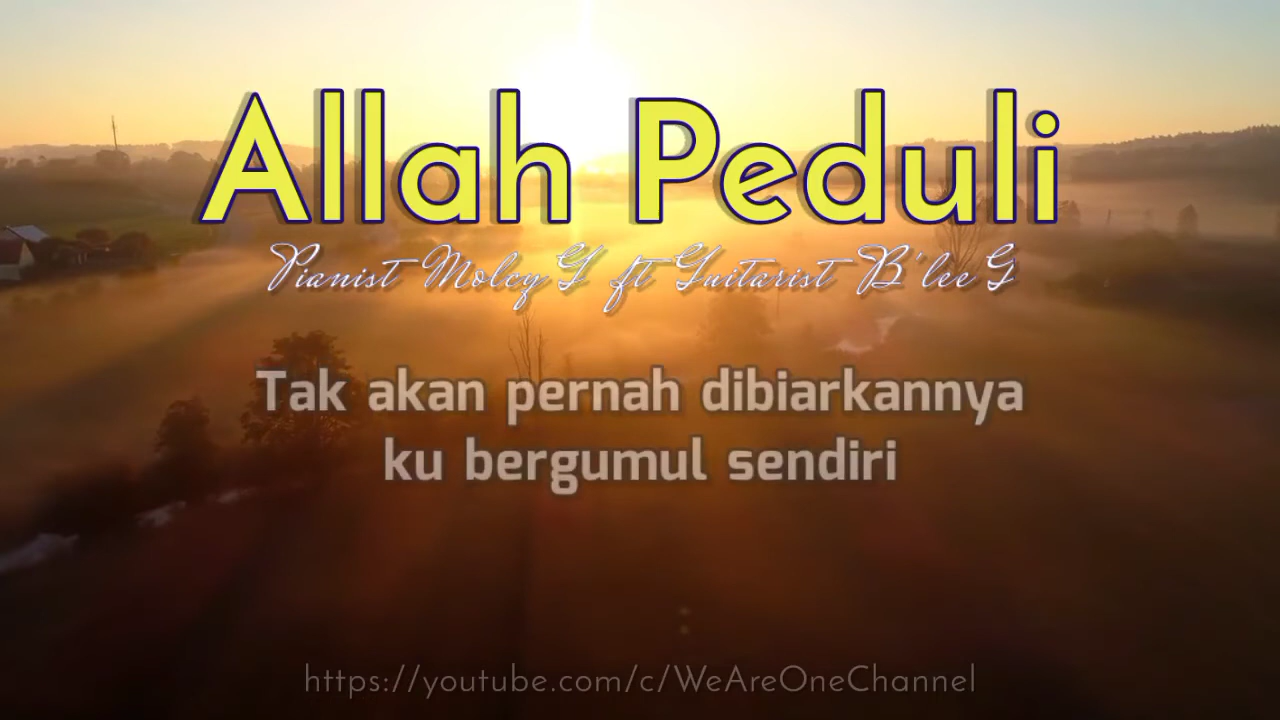 Allah Peduli
Pianist Molcy G ft Guitarist B'lee G
Tak akan pernah dibiarkannya
ku bergumul sendiri
https://youtube.com/c/WeAreOneChannel